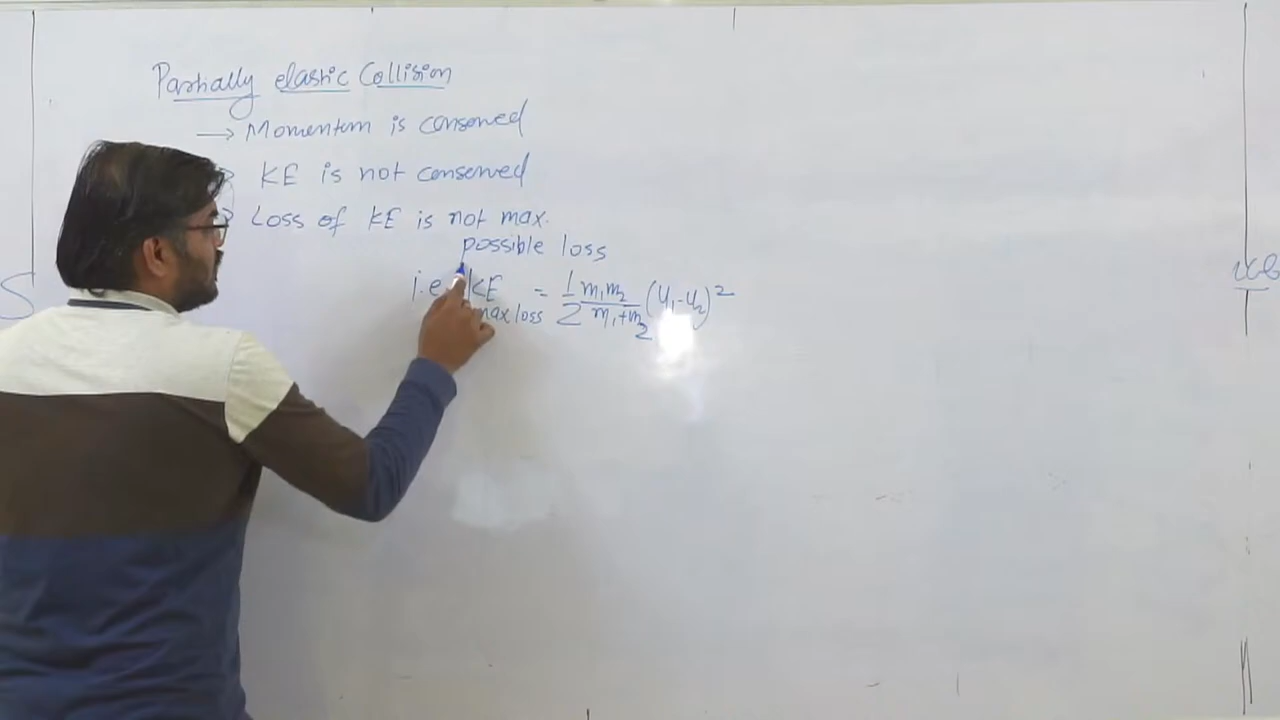 Partially elastic Collision
→ Momentum is conserved
KE is not conserved
Loss of KE is not max.
possible loss
i.e KE max loss = 1/2 m₁m₂/m₁+m₂ (u₁-u₂)²